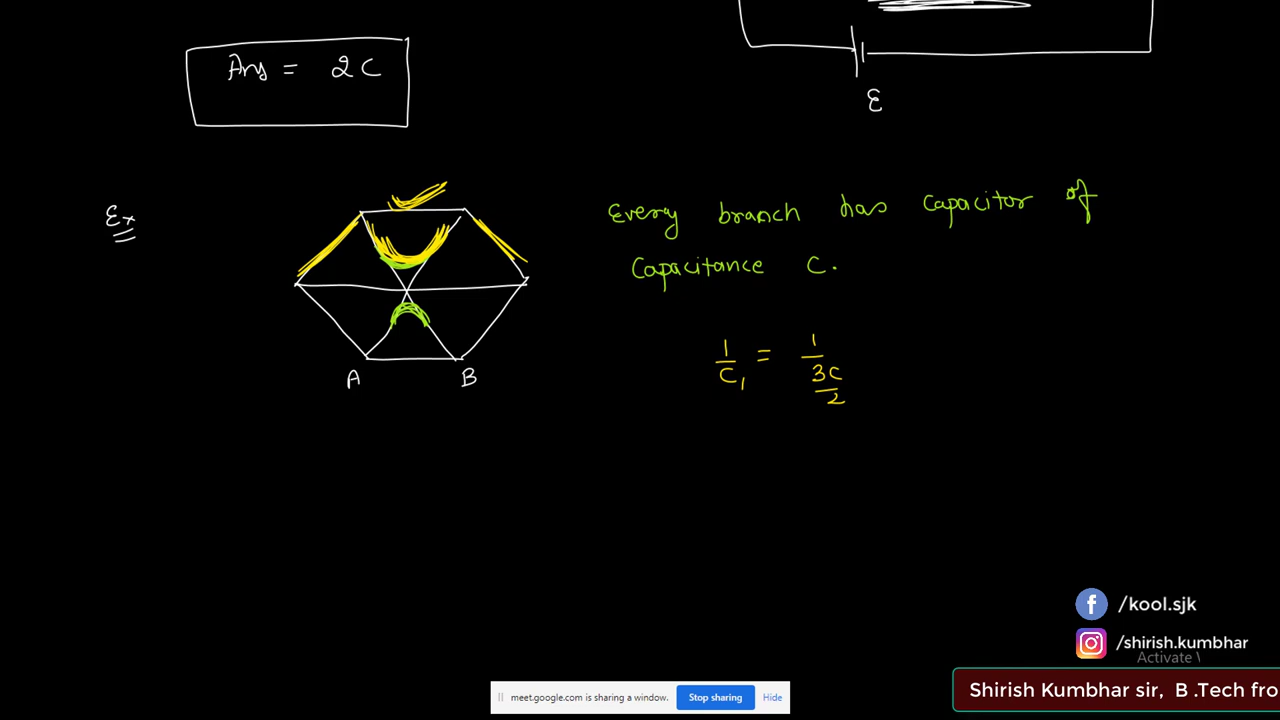 Ans = 2C
ε
Ex
Every branch has capacitor of
Capacitance C.
1/C₁ = 1/(3C/2)
A B
/kool.sjk
/shirish.kumbhar
Activate
Shirish Kumbhar sir, B .Tech fro
meet.google.com is sharing a window. Stop sharing Hide